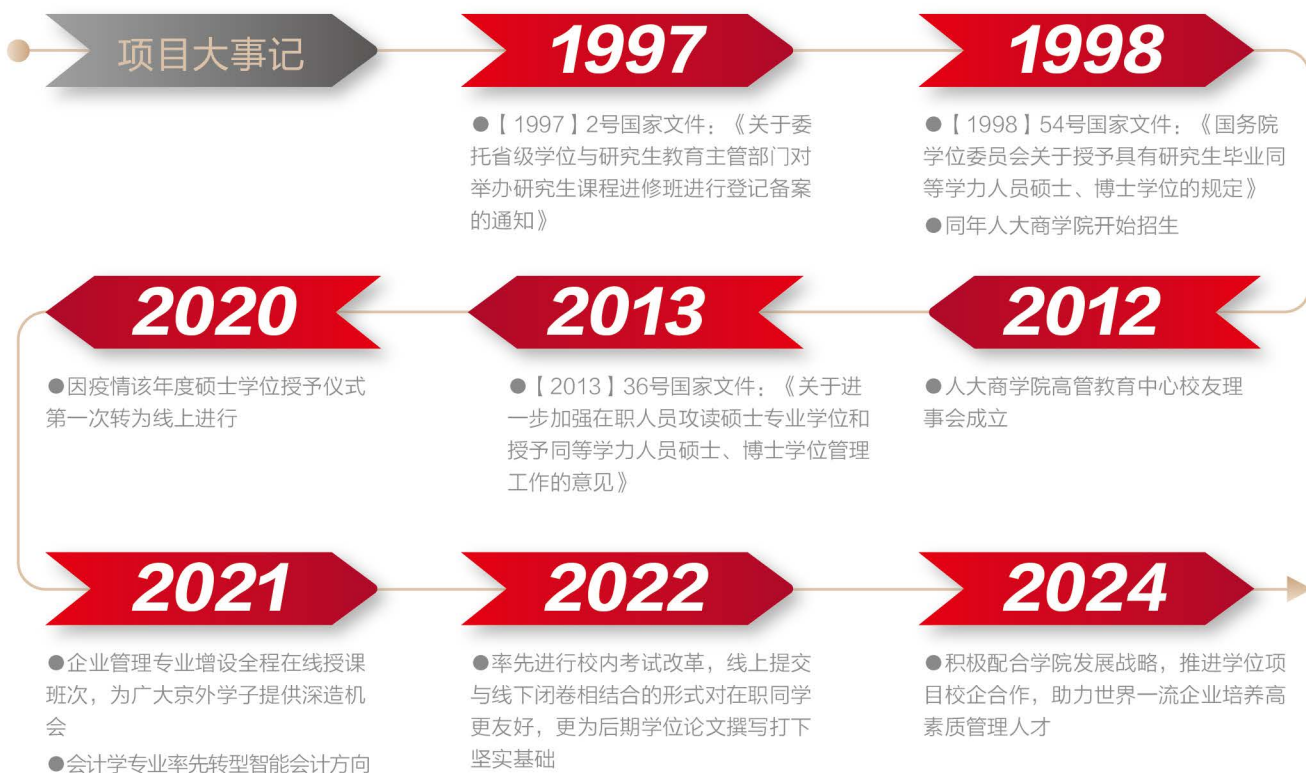 项目大事记
1997
●【1997】2号国家文件：《关于委
托省级学位与研究生教育主管部门对
举办研究生课程进修班进行登记备案
的通知》
1998
●【1998】54号国家文件：《国务院
学位委员会关于授予具有研究生毕业同
等学力人员硕士、博士学位的规定》
●同年人大商学院开始招生
2012
●人大商学院高管教育中心校友理
事会成立
2013
●【2013】36号国家文件：《关于进
一步加强在职人员攻读硕士专业学位和
授予同等学力人员硕士、博士学位管理
工作的意见》
2020
●因疫情该年度硕士学位授予仪式
第一次转为线上进行
2021
●企业管理专业增设全程在线授课
班次，为广大京外学子提供深造机
会
●会计学专业率先转型智能会计方向
2022
●率先进行校内考试改革，线上提交
与线下闭卷相结合的形式对在职同学
更友好，更为后期学位论文撰写打下
坚实基础
2024
●积极配合学院发展战略，推进学位项
目校企合作，助力世界一流企业培养高
素质管理人才